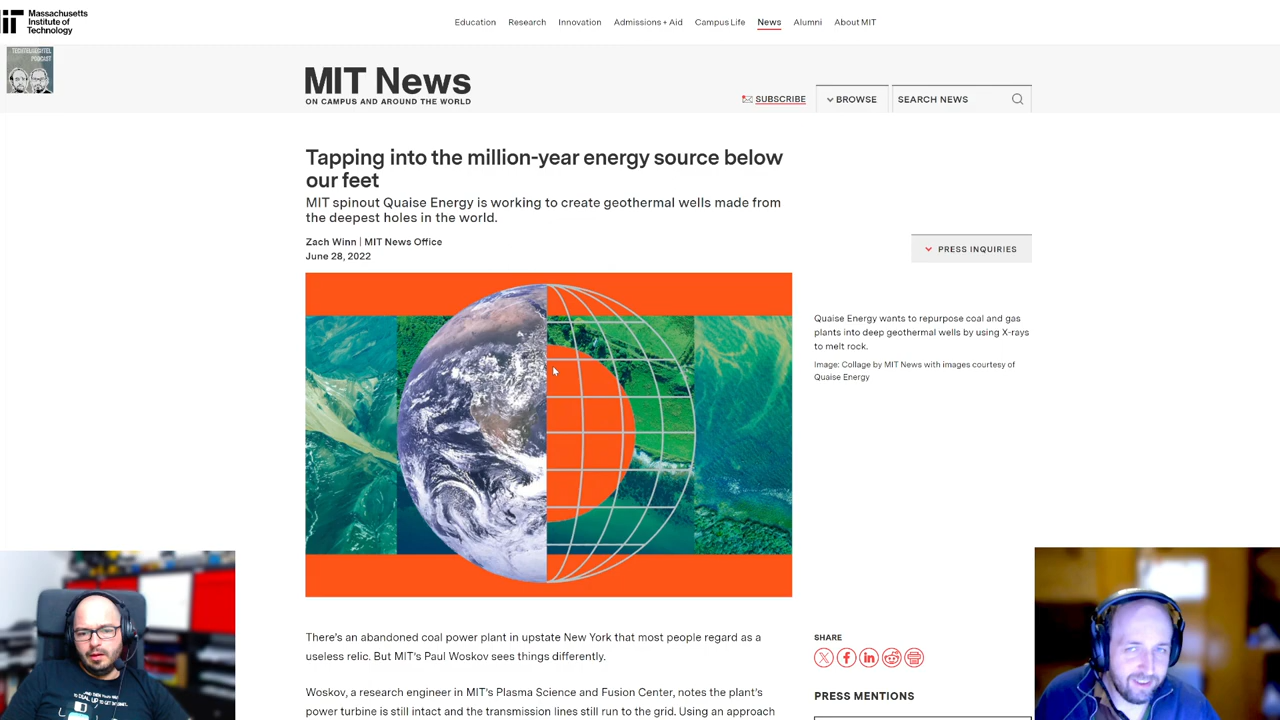 Massachusetts
Institute of
Technology
Education
Research
Innovation
Admissions + Aid
Campus Life
News
Alumni
About MIT
PODCAST
MIT News
ON CAMPUS AND AROUND THE WORLD
SUBSCRIBE
BROWSE
SEARCH NEWS
Tapping into the million-year energy source below
our feet
MIT spinout Quaise Energy is working to create geothermal wells made from
the deepest holes in the world.
Zach Winn | MIT News Office
June 28, 2022
PRESS INQUIRIES
Quaise Energy wants to repurpose coal and gas
plants into deep geothermal wells by using X-rays
to melt rock.
Image: Collage by MIT News with images courtesy of
Quaise Energy
There's an abandoned coal power plant in upstate New York that most people regard as a
useless relic. But MIT's Paul Woskov sees things differently.
Woskov, a research engineer in MIT's Plasma Science and Fusion Center, notes the plant's
power turbine is still intact and the transmission lines still run to the grid. Using an approach
SHARE
PRESS MENTIONS